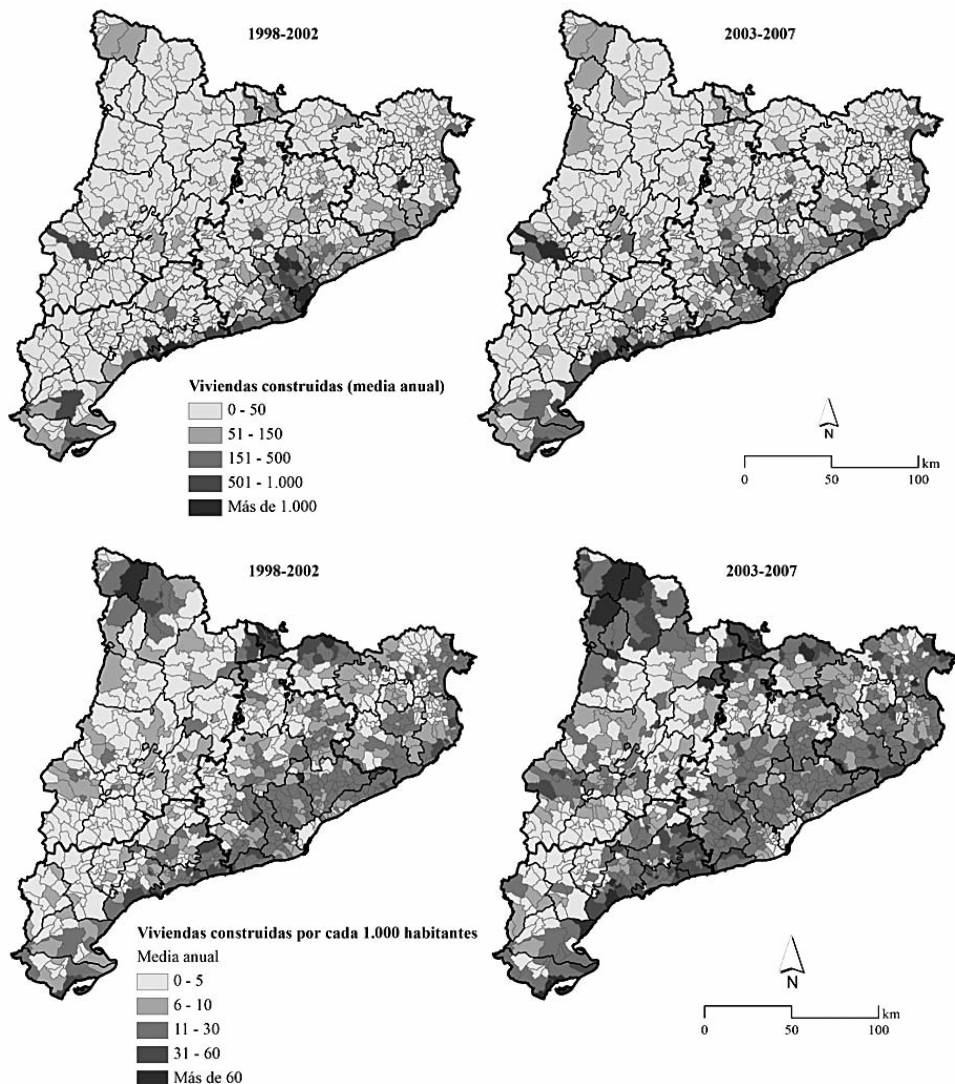 1998-2002
2003-2007
Viviendas construidas (media anual)
0 - 50
51 - 150
151 - 500
501 - 1.000
Más de 1.000
N
km
0 50 100
1998-2002
2003-2007
Viviendas construidas por cada 1.000 habitantes
Media anual
0 - 5
6 - 10
11 - 30
31 - 60
Más de 60
N
km
0 50 100